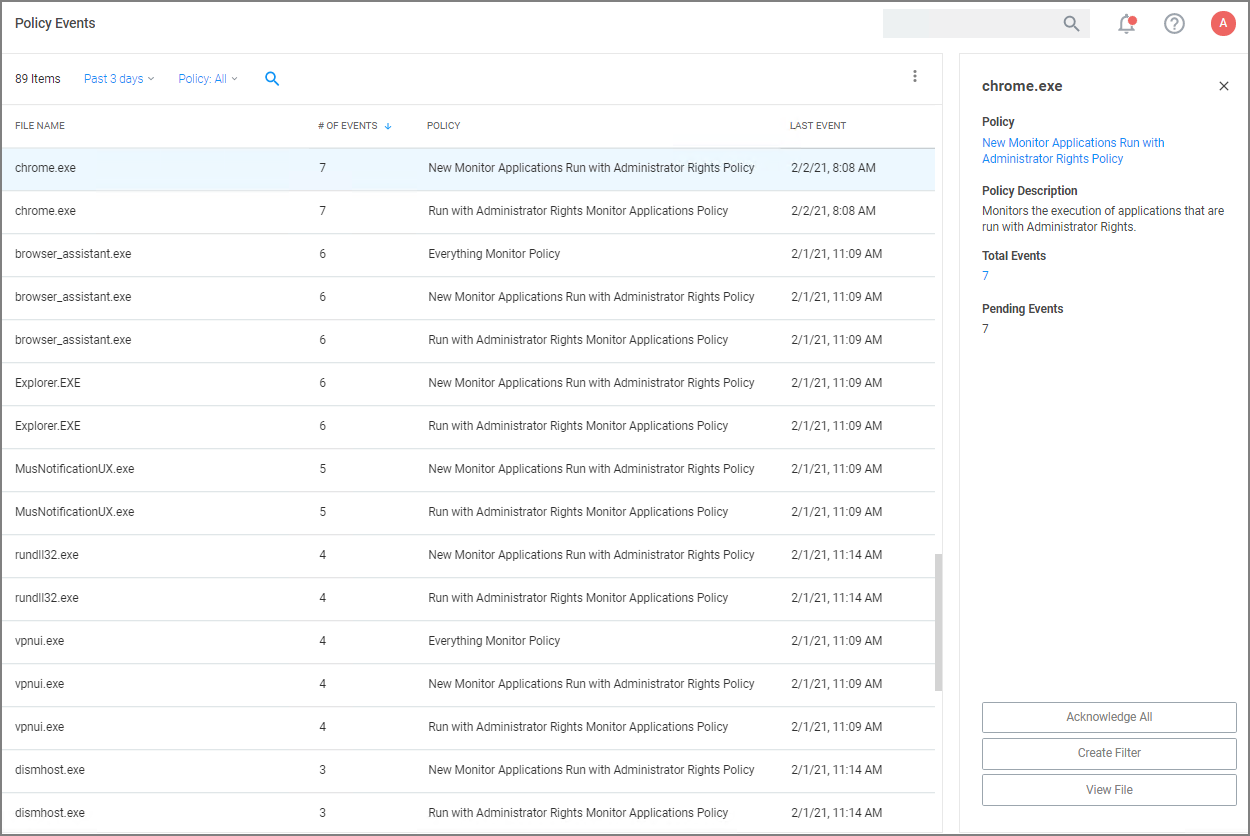 Policy Events
A
89 Items Past 3 days Policy: All
FILE NAME # OF EVENTS POLICY LAST EVENT
chrome.exe 7 New Monitor Applications Run with Administrator Rights Policy 2/2/21, 8:08 AM
chrome.exe 7 Run with Administrator Rights Monitor Applications Policy 2/2/21, 8:08 AM
browser_assistant.exe 6 Everything Monitor Policy 2/1/21, 11:09 AM
browser_assistant.exe 6 New Monitor Applications Run with Administrator Rights Policy 2/1/21, 11:09 AM
browser_assistant.exe 6 Run with Administrator Rights Monitor Applications Policy 2/1/21, 11:09 AM
Explorer.EXE 6 New Monitor Applications Run with Administrator Rights Policy 2/1/21, 11:09 AM
Explorer.EXE 6 Run with Administrator Rights Monitor Applications Policy 2/1/21, 11:09 AM
MusNotificationUX.exe 5 New Monitor Applications Run with Administrator Rights Policy 2/1/21, 11:09 AM
MusNotificationUX.exe 5 Run with Administrator Rights Monitor Applications Policy 2/1/21, 11:09 AM
rundll32.exe 4 New Monitor Applications Run with Administrator Rights Policy 2/1/21, 11:14 AM
rundll32.exe 4 Run with Administrator Rights Monitor Applications Policy 2/1/21, 11:14 AM
vpnui.exe 4 Everything Monitor Policy 2/1/21, 11:09 AM
vpnui.exe 4 New Monitor Applications Run with Administrator Rights Policy 2/1/21, 11:09 AM
vpnui.exe 4 Run with Administrator Rights Monitor Applications Policy 2/1/21, 11:09 AM
dismhost.exe 3 New Monitor Applications Run with Administrator Rights Policy 2/1/21, 11:14 AM
dismhost.exe 3 Run with Administrator Rights Monitor Applications Policy 2/1/21, 11:14 AM
chrome.exe
Policy
New Monitor Applications Run with
Administrator Rights Policy
Policy Description
Monitors the execution of applications that are
run with Administrator Rights.
Total Events
7
Pending Events
7
Acknowledge All
Create Filter
View File